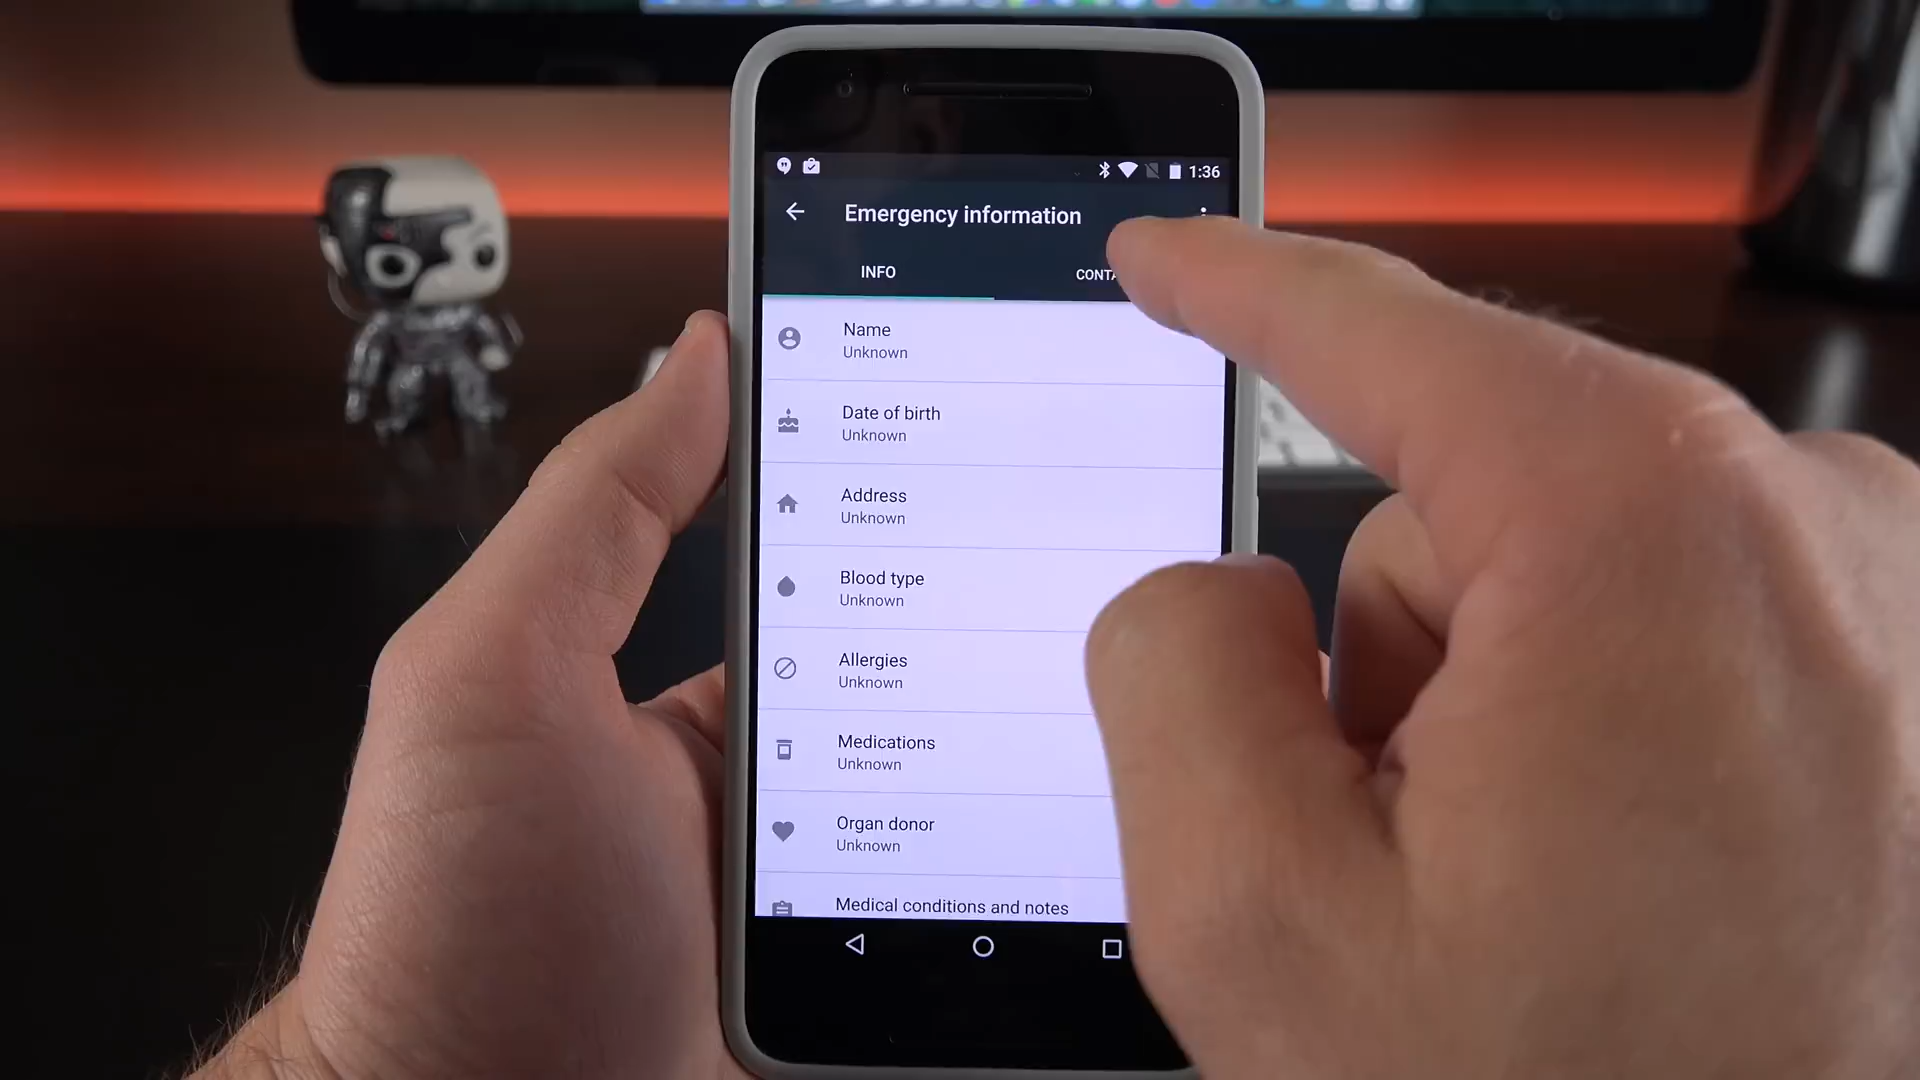 1:36
Emergency information
INFO
CONTA
Name
Unknown
Date of birth
Unknown
Address
Unknown
Blood type
Unknown
Allergies
Unknown
Medications
Unknown
Organ donor
Unknown
Medical conditions and notes